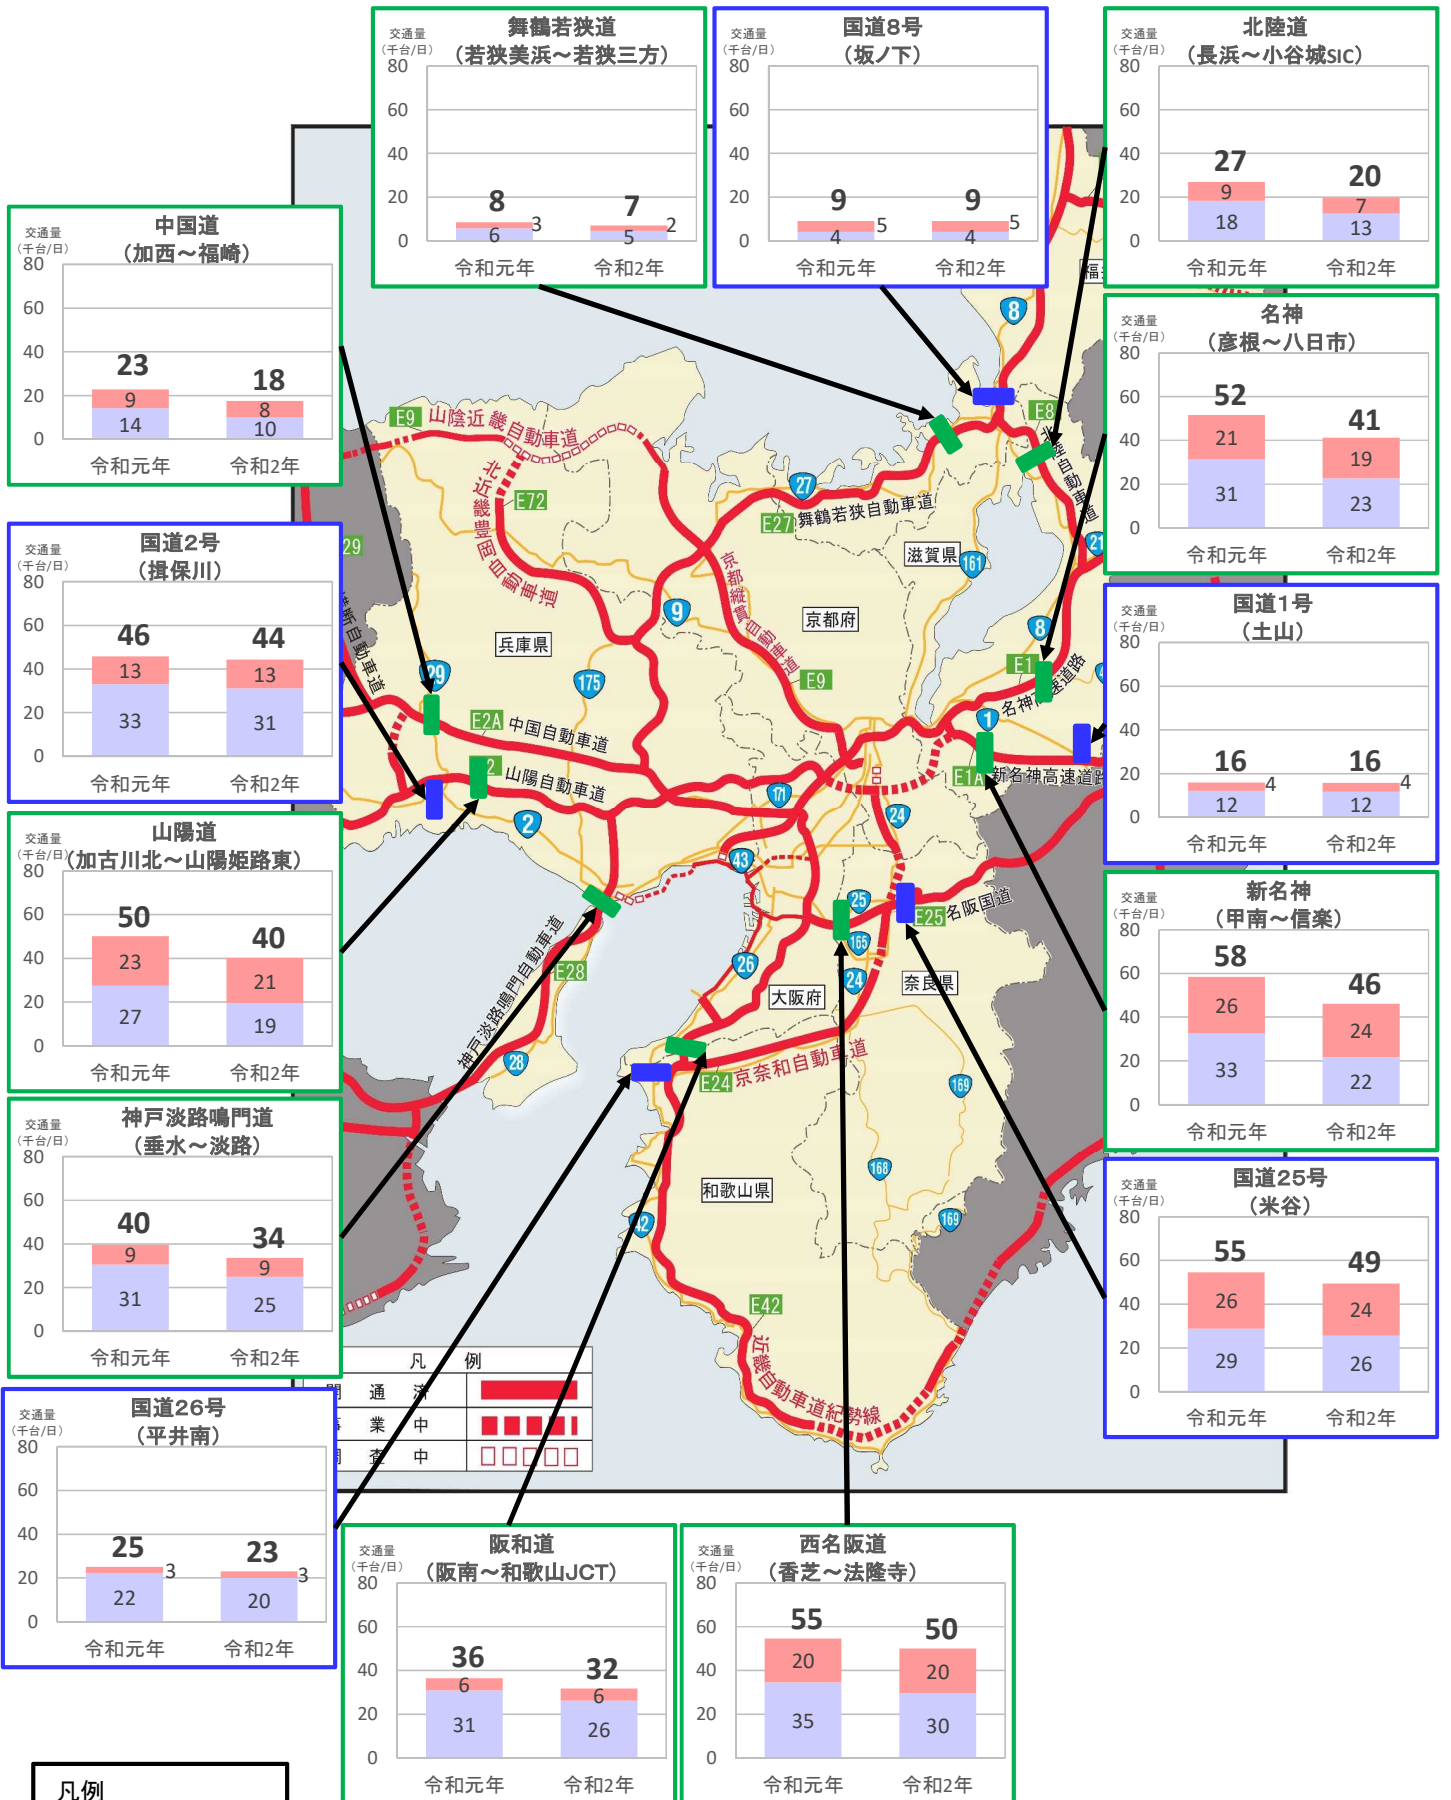 舞鶴若狭道
（若狭美浜～若狭三方）
交通量
（千台/日）
80
60
40
20
0
8
3
6
7
2
5
令和元年
令和2年
国道8号
（坂ノ下）
交通量
（千台/日）
80
60
40
20
0
9
5
4
9
5
4
令和元年
令和2年
北陸道
（長浜～小谷城SIC）
交通量
（千台/日）
80
60
40
20
0
27
9
18
20
7
13
令和元年
令和2年
中国道
（加西～福崎）
交通量
（千台/日）
80
60
40
20
0
23
9
14
18
8
10
令和元年
令和2年
名神
（彦根～八日市）
交通量
（千台/日）
80
60
40
20
0
52
21
31
41
19
23
令和元年
令和2年
国道2号
（揖保川）
交通量
（千台/日）
80
60
40
20
0
46
13
33
44
13
31
令和元年
令和2年
国道1号
（土山）
交通量
（千台/日）
80
60
40
20
0
16
4
12
16
4
12
令和元年
令和2年
山陽道
（加古川北～山陽姫路東）
交通量
（千台/日）
80
60
40
20
0
50
23
27
40
21
19
令和元年
令和2年
新名神
（甲南～信楽）
交通量
（千台/日）
80
60
40
20
0
58
26
33
46
24
22
令和元年
令和2年
神戸淡路鳴門道
（垂水～淡路）
交通量
（千台/日）
80
60
40
20
0
40
9
31
34
9
25
令和元年
令和2年
国道25号
（米谷）
交通量
（千台/日）
80
60
40
20
0
55
26
29
49
24
26
令和元年
令和2年
国道26号
（平井南）
交通量
（千台/日）
80
60
40
20
0
25
3
22
23
3
20
令和元年
令和2年
阪和道
（阪南～和歌山JCT）
交通量
（千台/日）
80
60
40
20
0
36
6
31
32
6
26
令和元年
令和2年
西名阪道
（香芝～法隆寺）
交通量
（千台/日）
80
60
40
20
0
55
20
35
50
20
30
令和元年
令和2年
福
8
E8
E9
山陰近畿自動車道
北近畿豊岡自動車道
E72
27
E27
舞鶴若狭自動車道
北陸自動車道
滋賀県
161
21
29
横断自動車道
兵庫県
9
京都縦貫自動車道
京都府
8
E1
名神高速道路
29
175
E9
E2A
中国自動車道
1
2
山陽自動車道
E1A
新名神高速道路
171
2
24
43
25
E25
名阪国道
165
神戸淡路鳴門自動車道
E28
26
24
大阪府
奈良県
28
E24
京奈和自動車道
169
168
和歌山県
42
169
E42
近畿自動車道紀勢線
凡 例
開 通 済
事 業 中
調 査 中
凡例